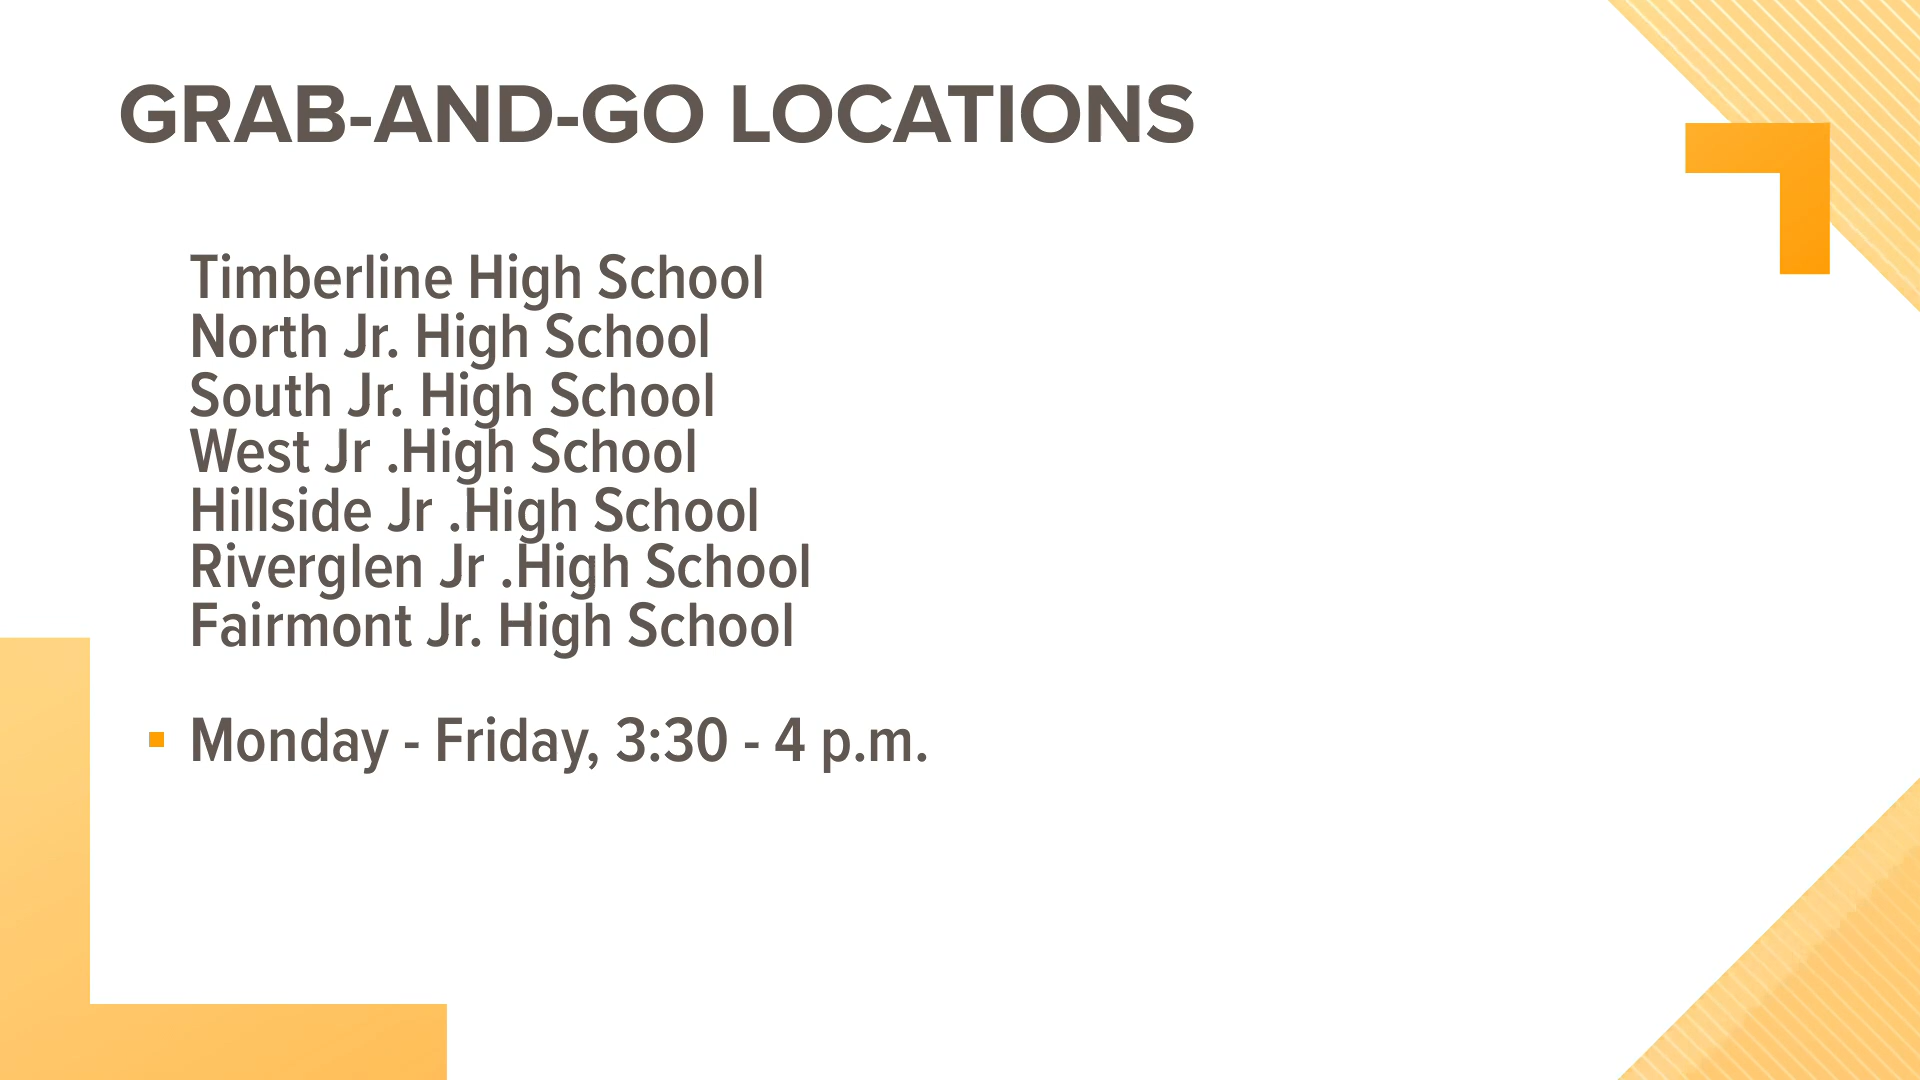 GRAB-AND-GO LOCATIONS
Timberline High School
North Jr. High School
South Jr. High School
West Jr .High School
Hillside Jr .High School
Riverglen Jr .High School
Fairmont Jr. High School
Monday - Friday, 3:30 - 4 p.m.